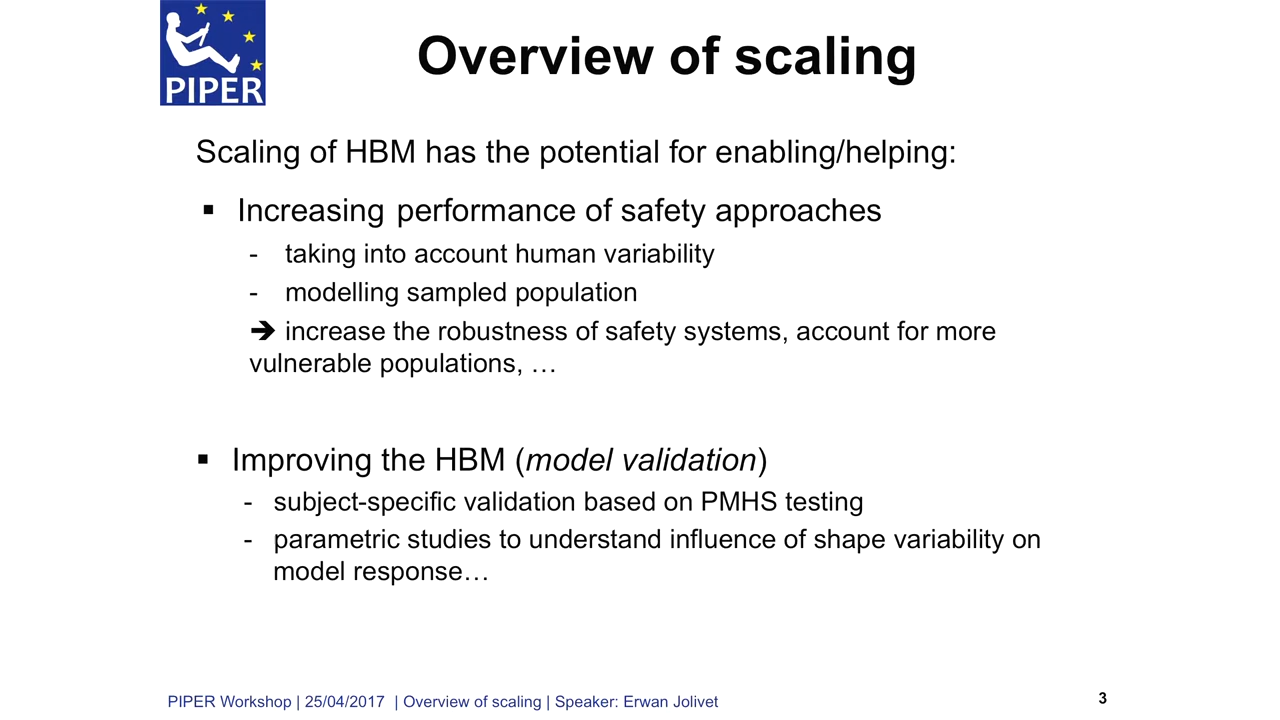 PIPER
Overview of scaling
Scaling of HBM has the potential for enabling/helping:
▪ Increasing performance of safety approaches
- taking into account human variability
- modelling sampled population
➔ increase the robustness of safety systems, account for more
vulnerable populations, …
▪ Improving the HBM (model validation)
- subject-specific validation based on PMHS testing
- parametric studies to understand influence of shape variability on
model response…
PIPER Workshop | 25/04/2017 | Overview of scaling | Speaker: Erwan Jolivet
3